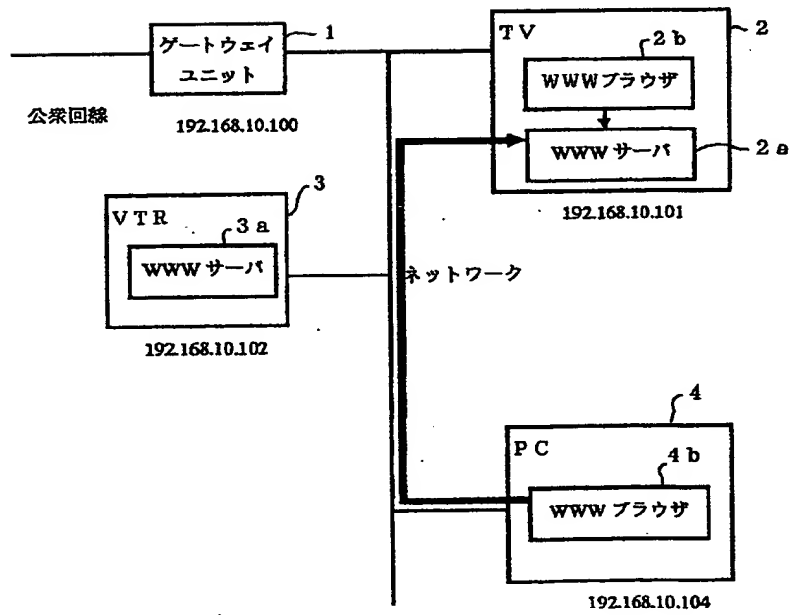 ゲートウェイ
ユニット
1
公衆回線
192.168.10.100
TV
2
2b
WWWブラウザ
WWWサーバ
2a
192.168.10.101
3
VTR
3a
WWWサーバ
192.168.10.102
ネットワーク
4
PC
4b
WWWブラウザ
192.168.10.104